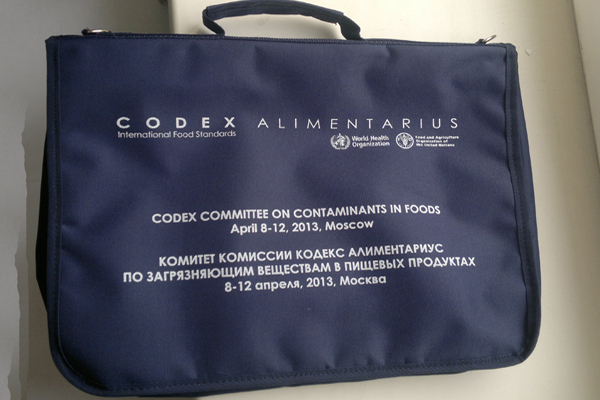 CODEX ALIMENTARIUS
International Food Standards
World Health
Organization
Food and Agriculture
Organization of
the United Nations
CODEX COMMITTEE ON CONTAMINANTS IN FOODS
April 8-12, 2013, Moscow
КОМИТЕТ КОМИССИИ КОДЕКС АЛИМЕНТАРИУС
ПО ЗАГРЯЗНЯЮЩИМ ВЕЩЕСТВАМ В ПИЩЕВЫХ ПРОДУКТАХ
8-12 апреля, 2013, Москва